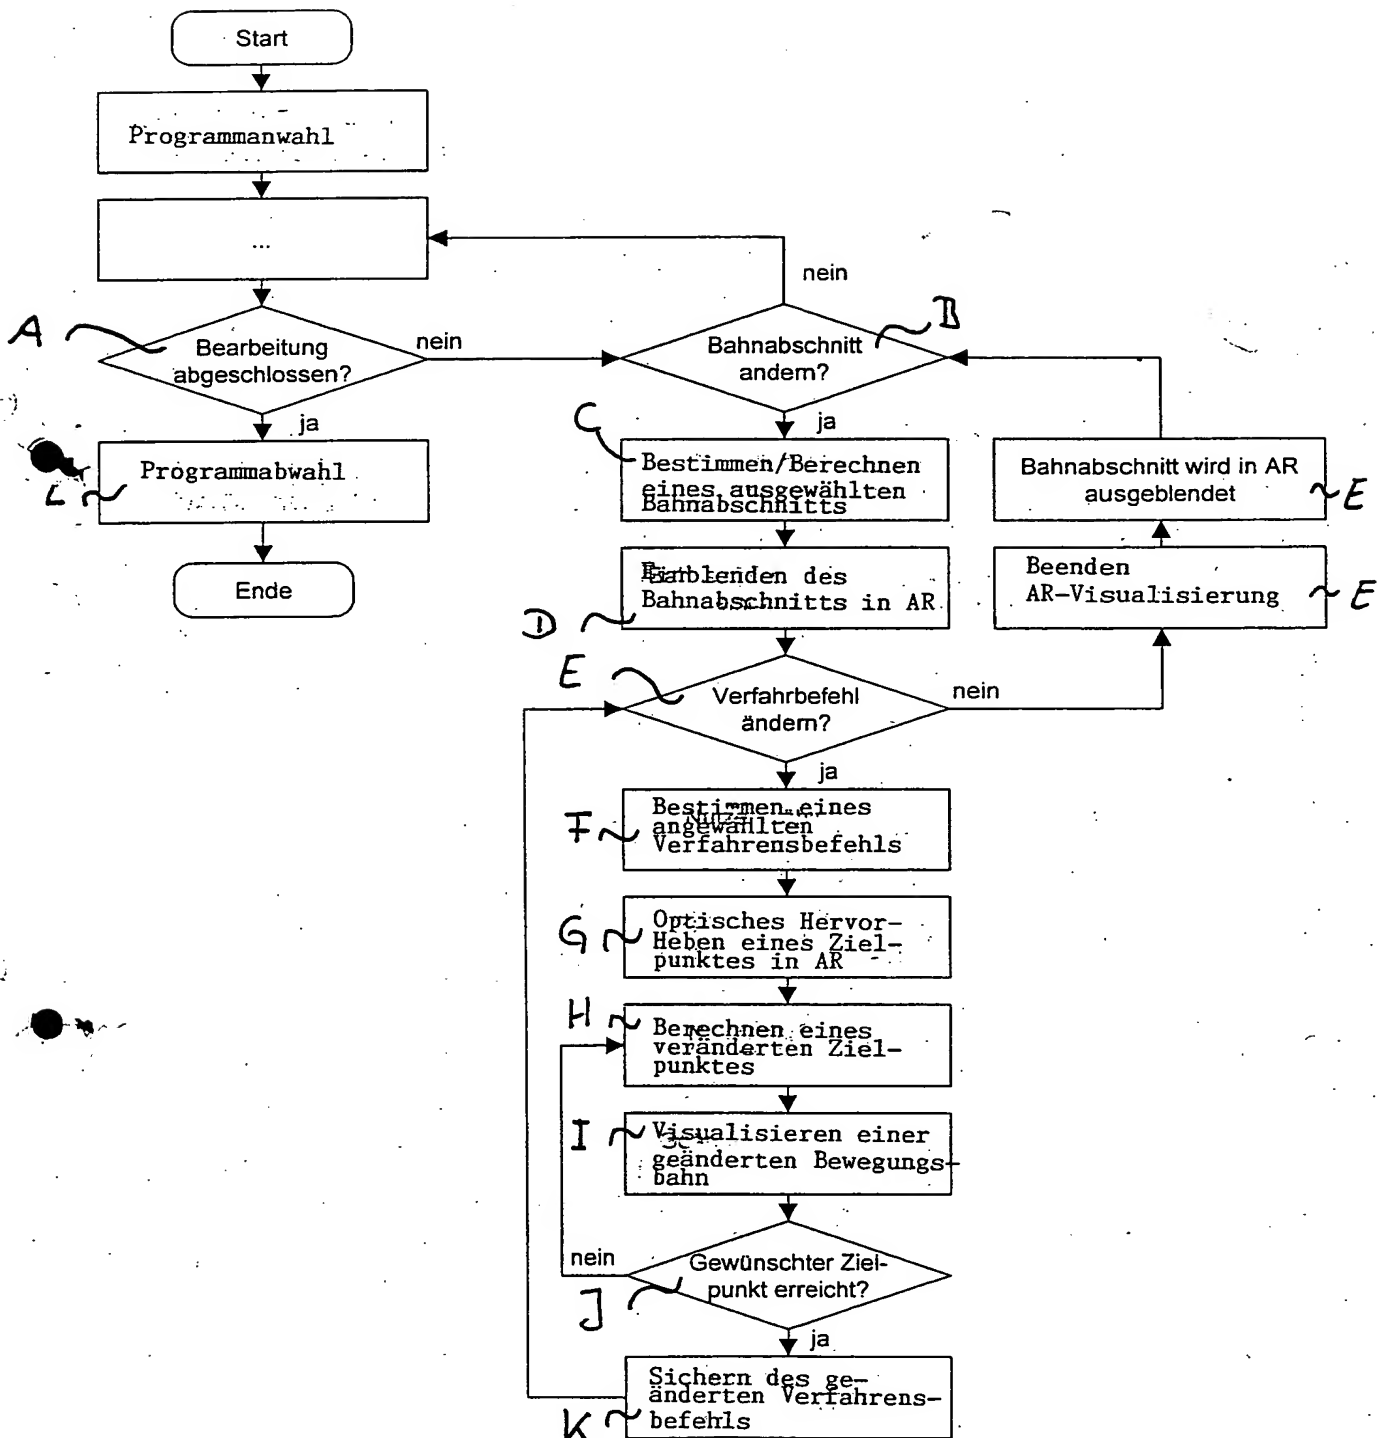 Start
Programmanwahl
...
nein
A
Bearbeitung
abgeschlossen?
nein
B
Bahnabschnitt
andern?
ja
ja
C
L
Programmabwahl
Bestimmen/Berechnen
eines ausgewählten
Bahnabschnitts
Bahnabschnitt wird in AR
ausgeblendet
E
Ende
D
Einblenden des
Bahnabschnitts in AR
Beenden
AR-Visualisierung
E
E
Verfahrbefehl
ändern?
nein
ja
F
Bestimmen eines
angewählten
Verfahrensbefehls
G
Optisches Hervor-
Heben eines Ziel-
punktes in AR
H
Berechnen eines
veränderten Ziel-
punktes
I
Visualisieren einer
geänderten Bewegungs-
bahn
nein
J
Gewünschter Ziel-
punkt erreicht?
ja
K
Sichern des ge-
änderten Verfahrens-
befehls